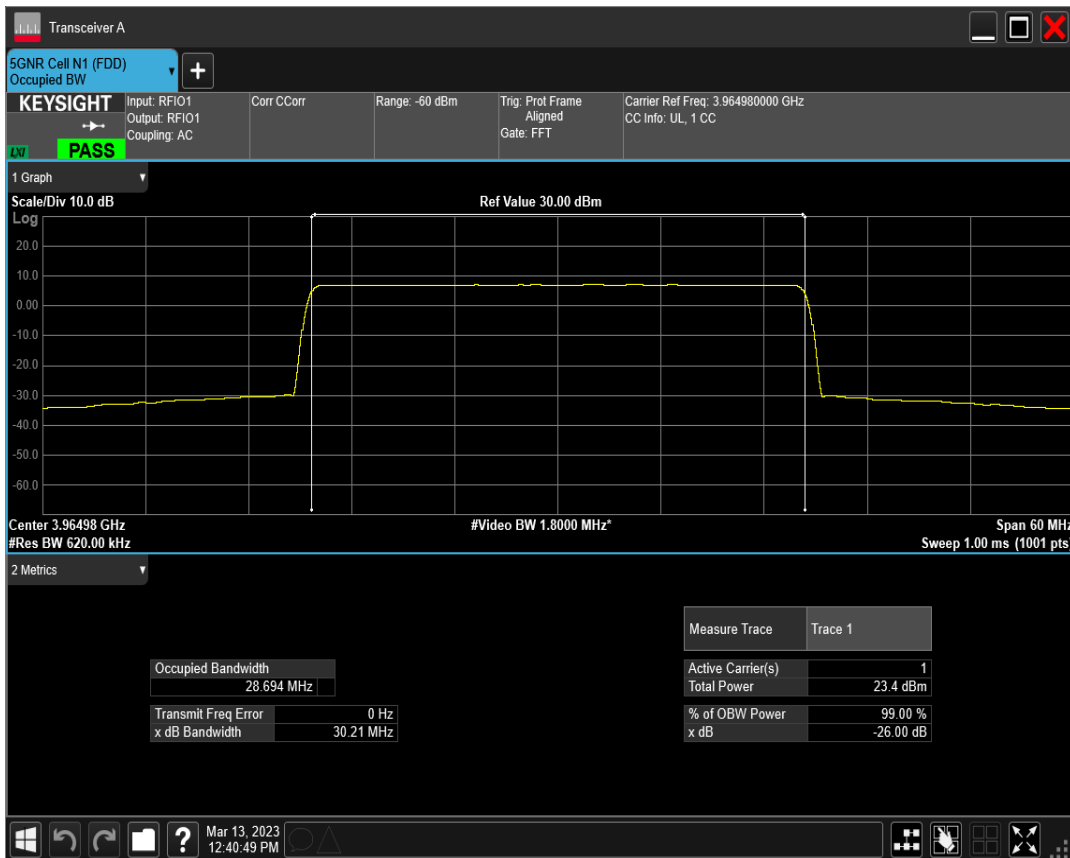 Transceiver A
5GNR Cell N1 (FDD)
Occupied BW
KEYSIGHT
LXI
PASS
Input: RFIO1
Output: RFIO1
Coupling: AC
Corr CCorr
Range: -60 dBm
Trig: Prot Frame
Aligned
Gate: FFT
Carrier Ref Freq: 3.964980000 GHz
CC Info: UL, 1 CC
1 Graph
Scale/Div 10.0 dB
Ref Value 30.00 dBm
Log
20.0
10.0
0.00
-10.0
-20.0
-30.0
-40.0
-50.0
-60.0
Center 3.96498 GHz
#Video BW 1.8000 MHz*
Span 60 MHz
#Res BW 620.00 kHz
Sweep 1.00 ms (1001 pts)
2 Metrics
Measure Trace Trace 1
Occupied Bandwidth
28.694 MHz
Active Carrier(s) 1
Total Power 23.4 dBm
Transmit Freq Error 0 Hz
x dB Bandwidth 30.21 MHz
% of OBW Power 99.00 %
x dB -26.00 dB
?
Mar 13, 2023
12:40:49 PM